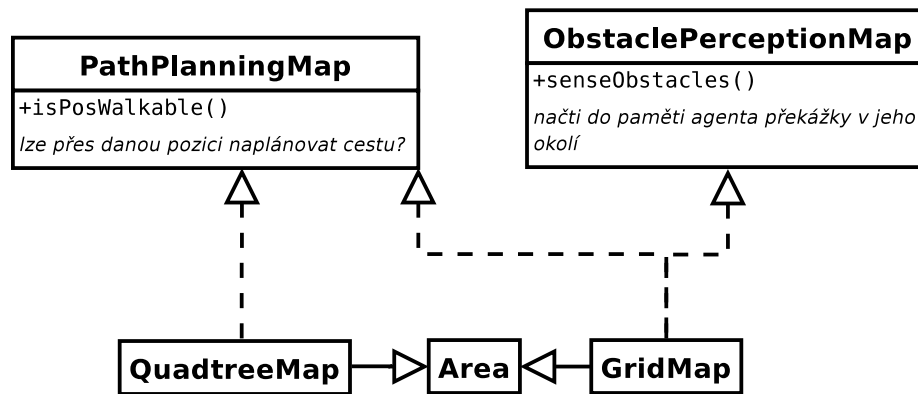 PathPlanningMap
+isPosWalkable()
lze přes danou pozici naplánovat cestu?
ObstaclePerceptionMap
+senseObstacles()
načti do paměti agenta překážky v jeho
okolí
QuadtreeMap
Area
GridMap